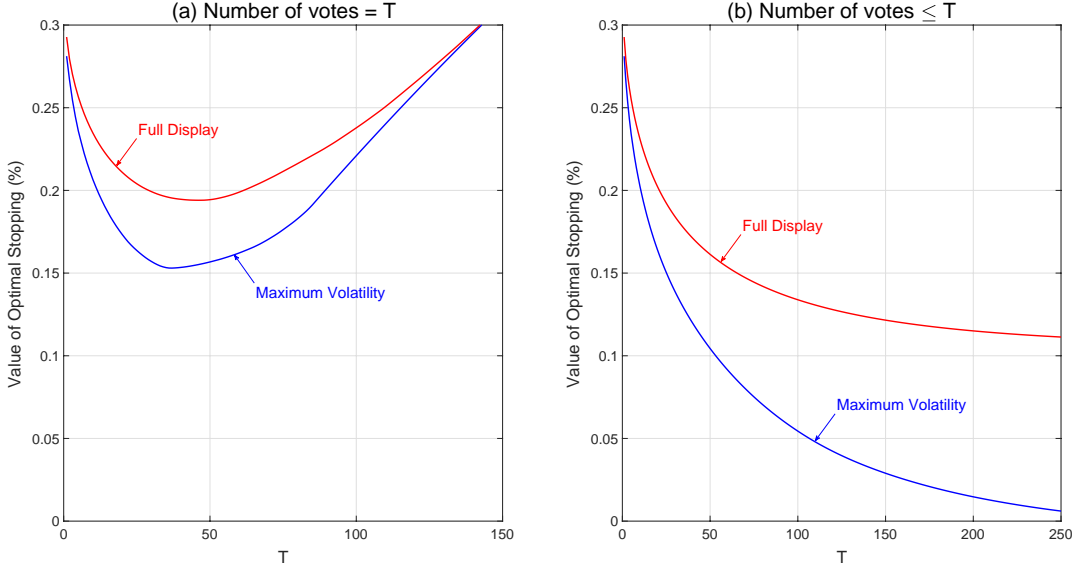 (a) Number of votes = T
Value of Optimal Stopping (%)
0.3
0.25
0.2
0.15
0.1
0.05
0
Full Display
Maximum Volatility
0
50
100
150
T
(b) Number of votes ≤ T
Value of Optimal Stopping (%)
0.3
0.25
0.2
0.15
0.1
0.05
0
Full Display
Maximum Volatility
0
50
100
150
200
250
T